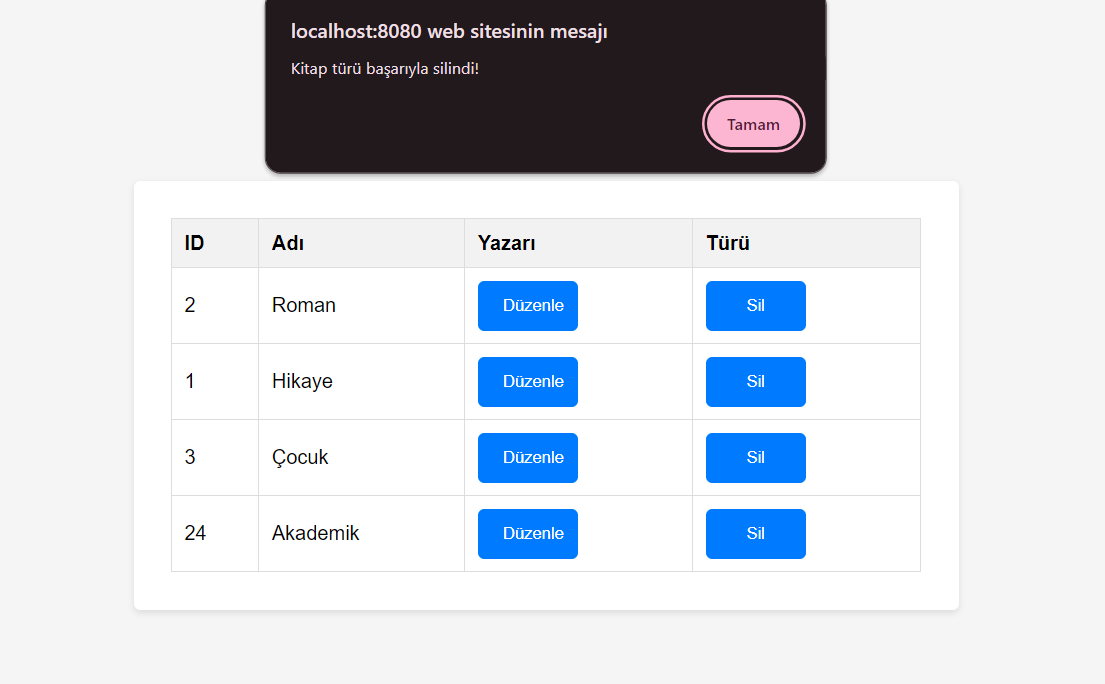 localhost:8080 web sitesinin mesajı
Kitap türü başarıyla silindi!
Tamam
ID Adı Yazarı Türü
2 Roman Düzenle Sil
1 Hikaye Düzenle Sil
3 Çocuk Düzenle Sil
24 Akademik Düzenle Sil